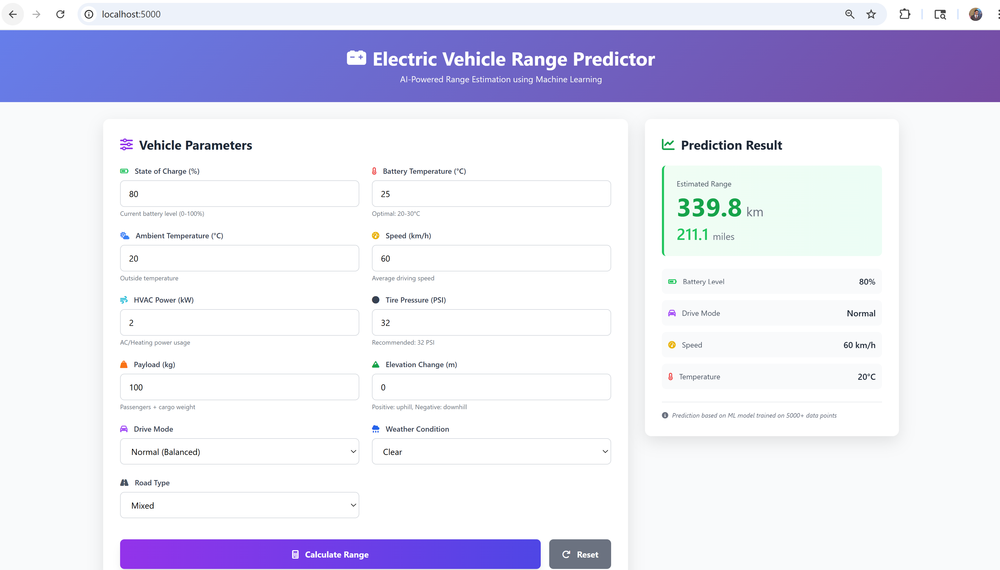 localhost:5000
Electric Vehicle Range Predictor
AI-Powered Range Estimation using Machine Learning
Vehicle Parameters
State of Charge (%)
80
Current battery level (0-100%)
Battery Temperature (°C)
25
Optimal: 20-30°C
Ambient Temperature (°C)
20
Outside temperature
Speed (km/h)
60
Average driving speed
HVAC Power (kW)
2
AC/Heating power usage
Tire Pressure (PSI)
32
Recommended: 32 PSI
Payload (kg)
100
Passengers + cargo weight
Elevation Change (m)
0
Positive: uphill, Negative: downhill
Drive Mode
Normal (Balanced)
Weather Condition
Clear
Road Type
Mixed
Calculate Range
Reset
Prediction Result
Estimated Range
339.8 km
211.1 miles
Battery Level 80%
Drive Mode Normal
Speed 60 km/h
Temperature 20°C
Prediction based on ML model trained on 5000+ data points